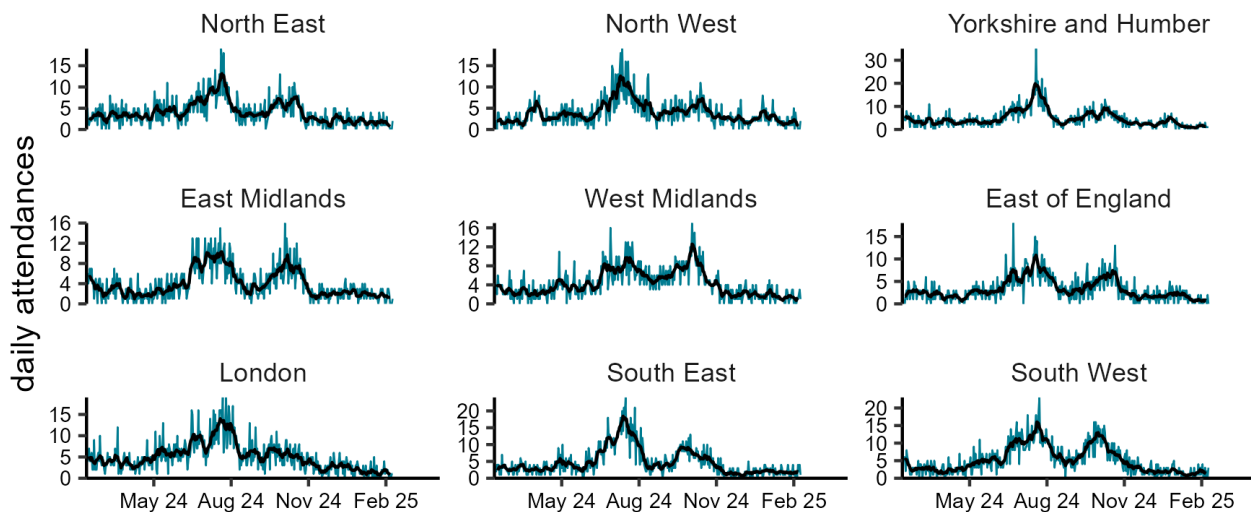 North East North West Yorkshire and Humber
15 15 30
10 10 20
5 5 10
0 0 0
daily attendances
East Midlands West Midlands East of England
16 16 15
12 12 10
8 8 5
4 4 0
0 0
London South East South West
15 20 20
10 15 15
5 10 10
0 5 5
0 0
May 24 Aug 24 Nov 24 Feb 25 May 24 Aug 24 Nov 24 Feb 25 May 24 Aug 24 Nov 24 Feb 25